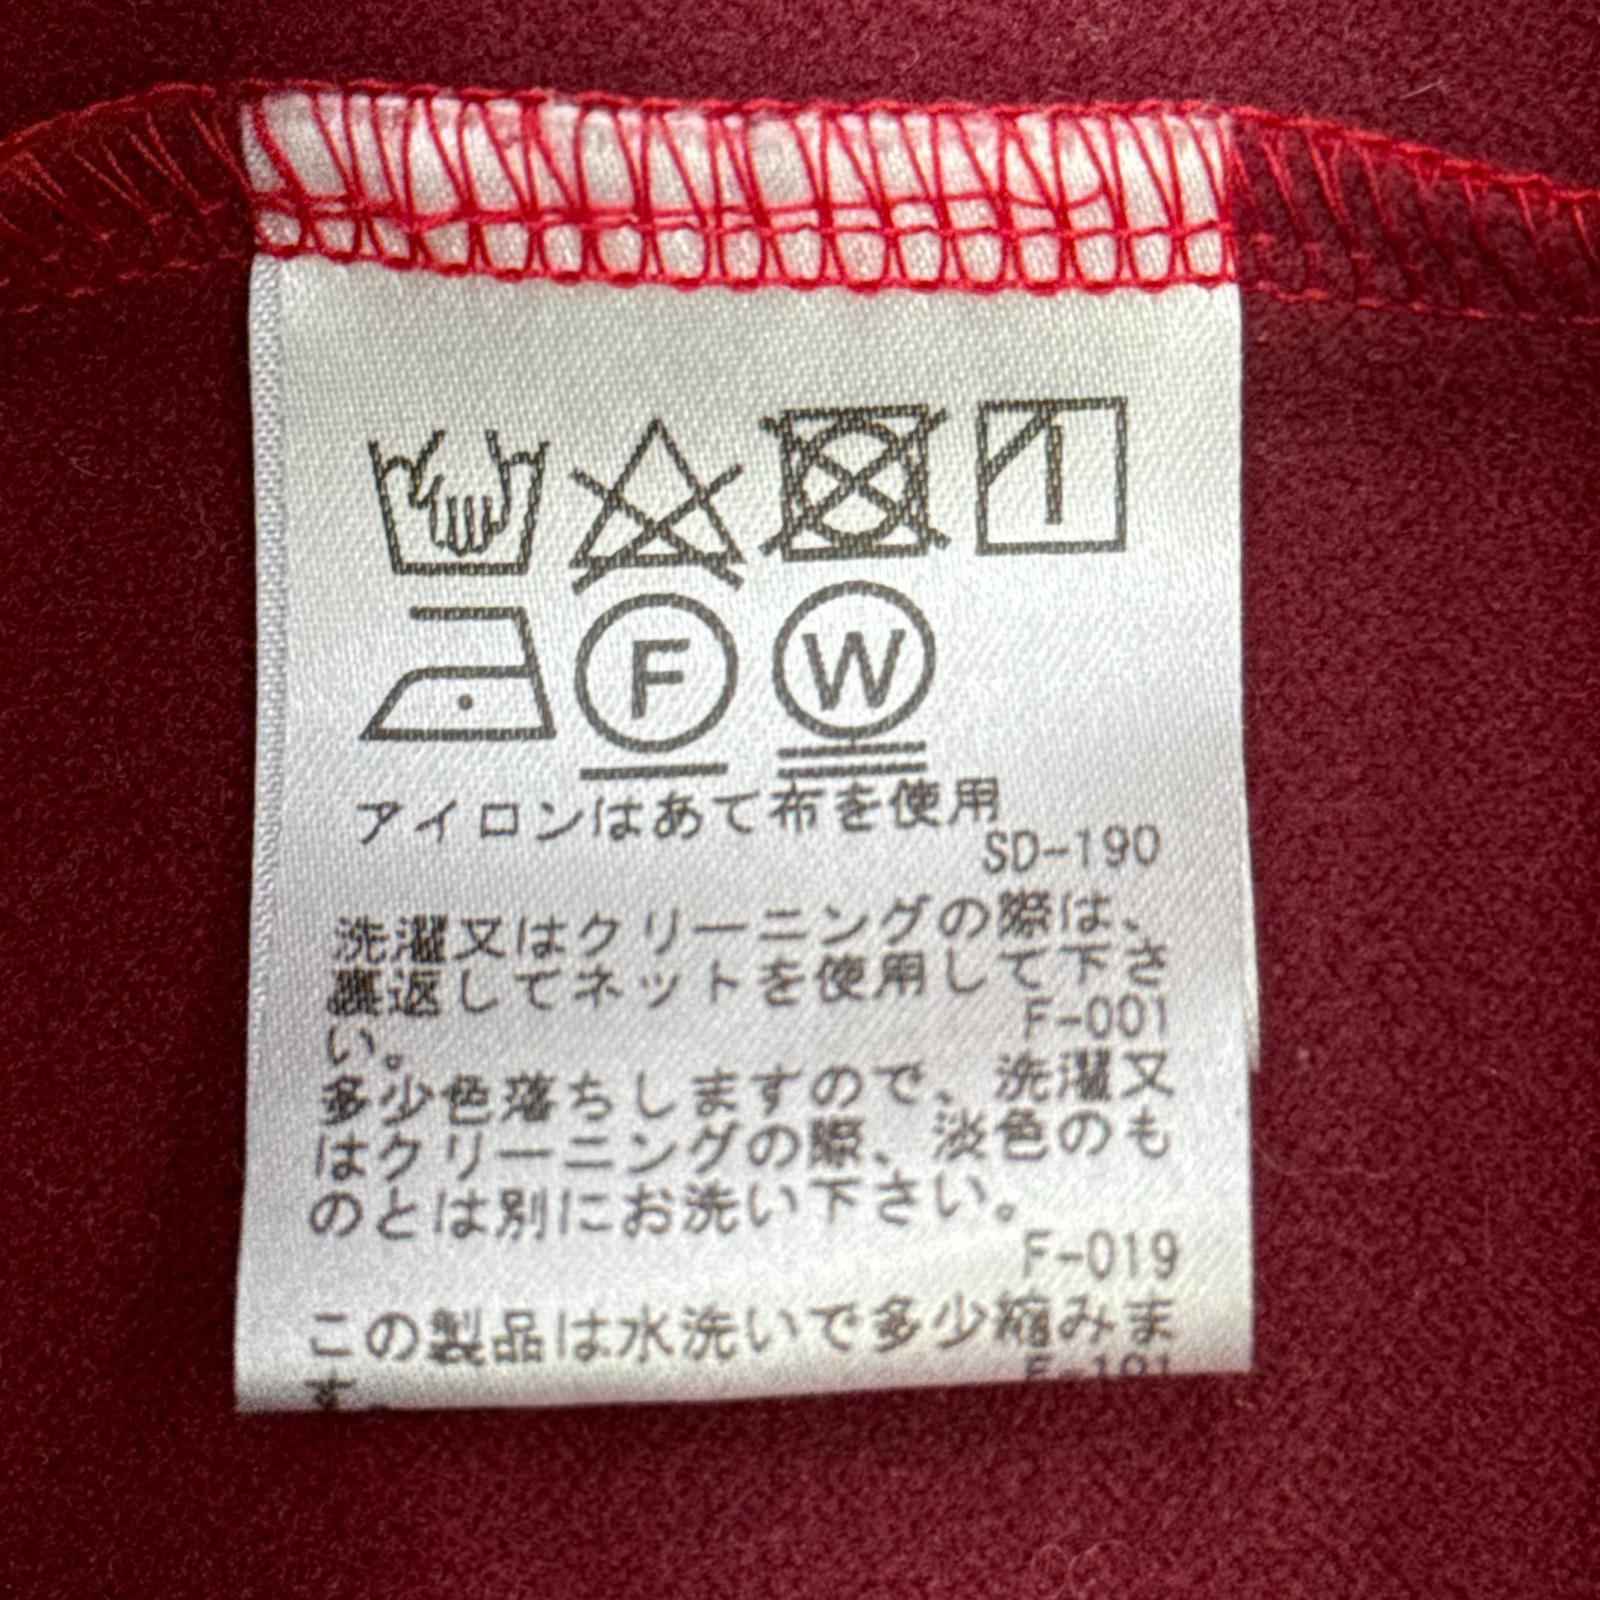 F W
アイロンはあて布を使用
SD-190
洗濯又はクリーニングの際は、
裏返してネットを使用して下さ
F-001
い。
多少色落ちしますので、洗濯又
はクリーニングの際、淡色のも
のとは別にお洗い下さい。
F-019
この製品は水洗いで多少縮みま
F-101
す。